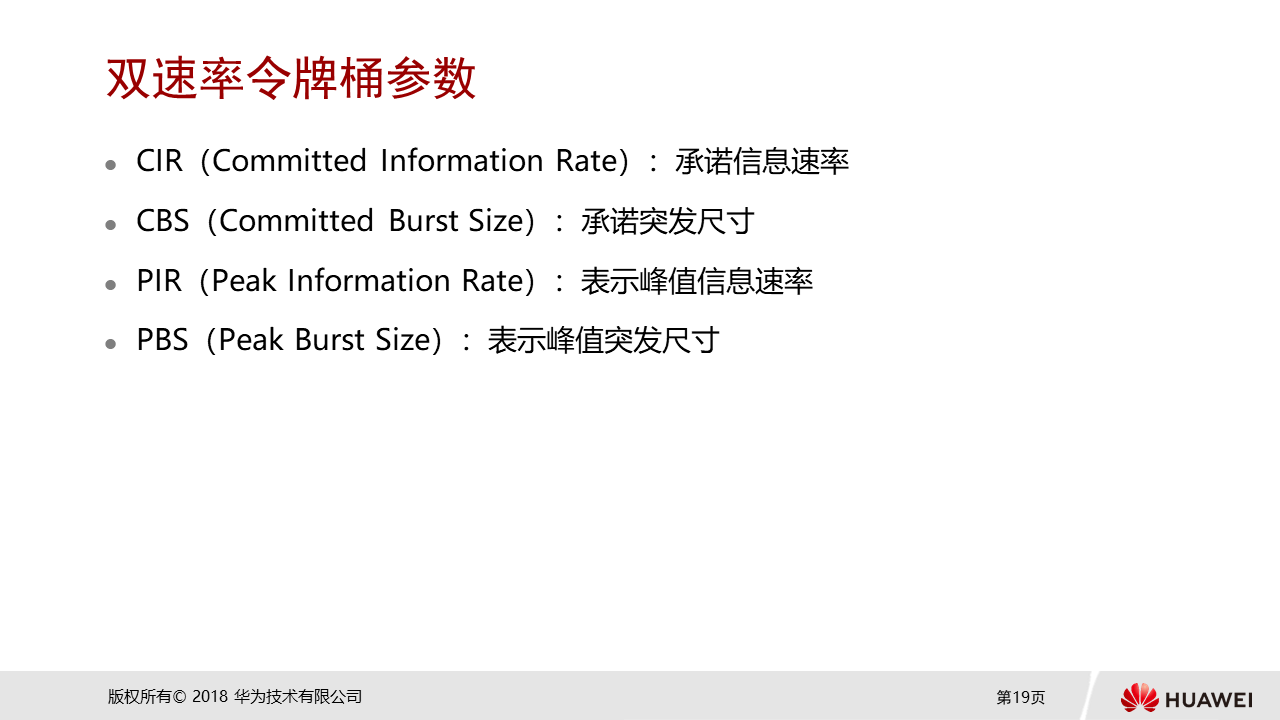 双速率令牌桶参数
● CIR（Committed Information Rate）：承诺信息速率
● CBS（Committed Burst Size）：承诺突发尺寸
● PIR（Peak Information Rate）：表示峰值信息速率
● PBS（Peak Burst Size）：表示峰值突发尺寸
版权所有© 2018 华为技术有限公司
第19页
HUAWEI